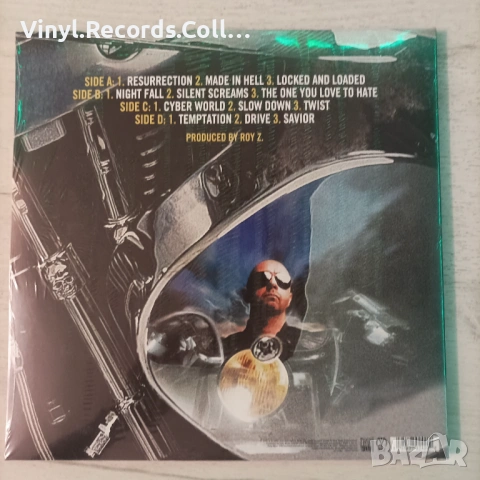 Vinyl.Records.Coll...
SIDE A: 1. RESURRECTION 2. MADE IN HELL 3. LOCKED AND LOADED
SIDE B: 1. NIGHT FALL 2. SILENT SCREAMS 3. THE ONE YOU LOVE TO HATE
SIDE C: 1. CYBER WORLD 2. SLOW DOWN 3. TWIST
SIDE D: 1. TEMPTATION 2. DRIVE 3. SAVIOR
PRODUCED BY ROY Z.
BAZAR